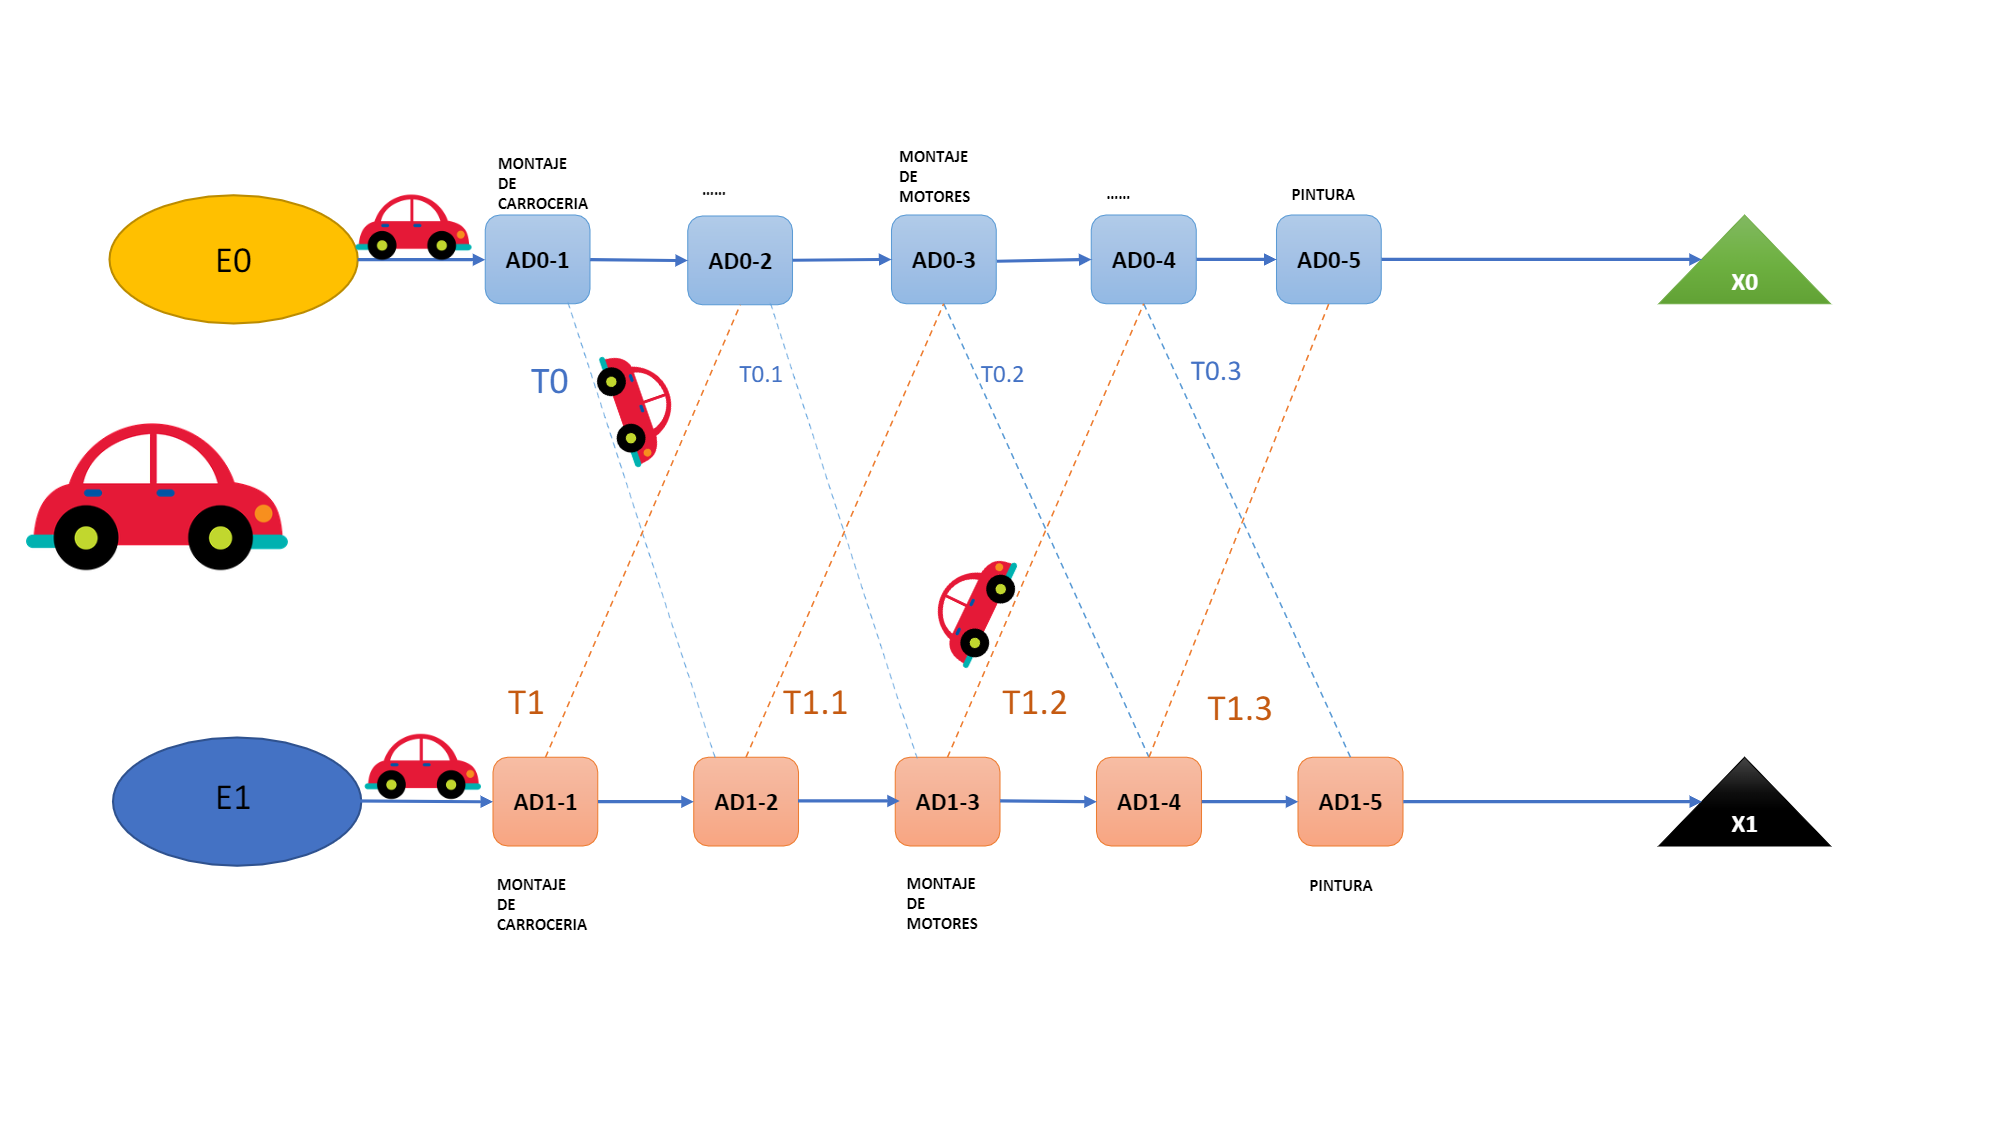 MONTAJE
DE
CARROCERIA
......
MONTAJE
DE
MOTORES
......
PINTURA
E0
AD0-1
AD0-2
AD0-3
AD0-4
AD0-5
X0
T0
T0.1
T0.2
T0.3
T1
T1.1
T1.2
T1.3
E1
AD1-1
AD1-2
AD1-3
AD1-4
AD1-5
X1
MONTAJE
DE
CARROCERIA
MONTAJE
DE
MOTORES
PINTURA